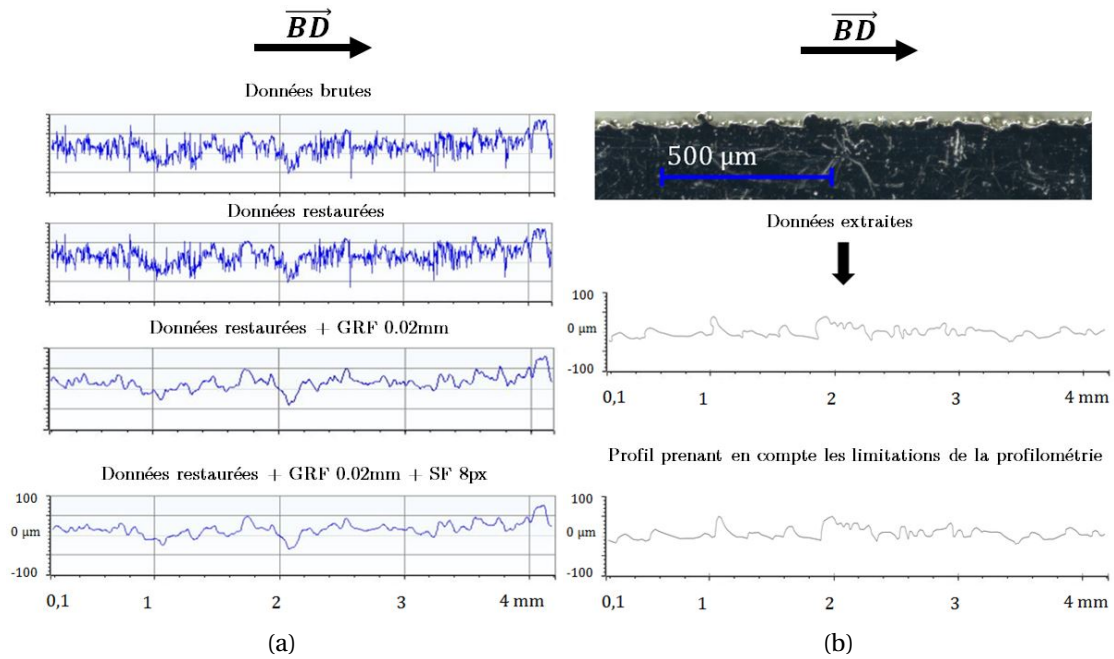 BD
Données brutes
Données restaurées
Données restaurées + GRF 0.02mm
Données restaurées + GRF 0.02mm + SF 8px
100
0 µm
-100
0,1 1 2 3 4 mm
(a)
BD
500 µm
Données extraites
100
0 µm
-100
0,1 1 2 3 4 mm
Profil prenant en compte les limitations de la profilométrie
100
0 µm
-100
0,1 1 2 3 4 mm
(b)